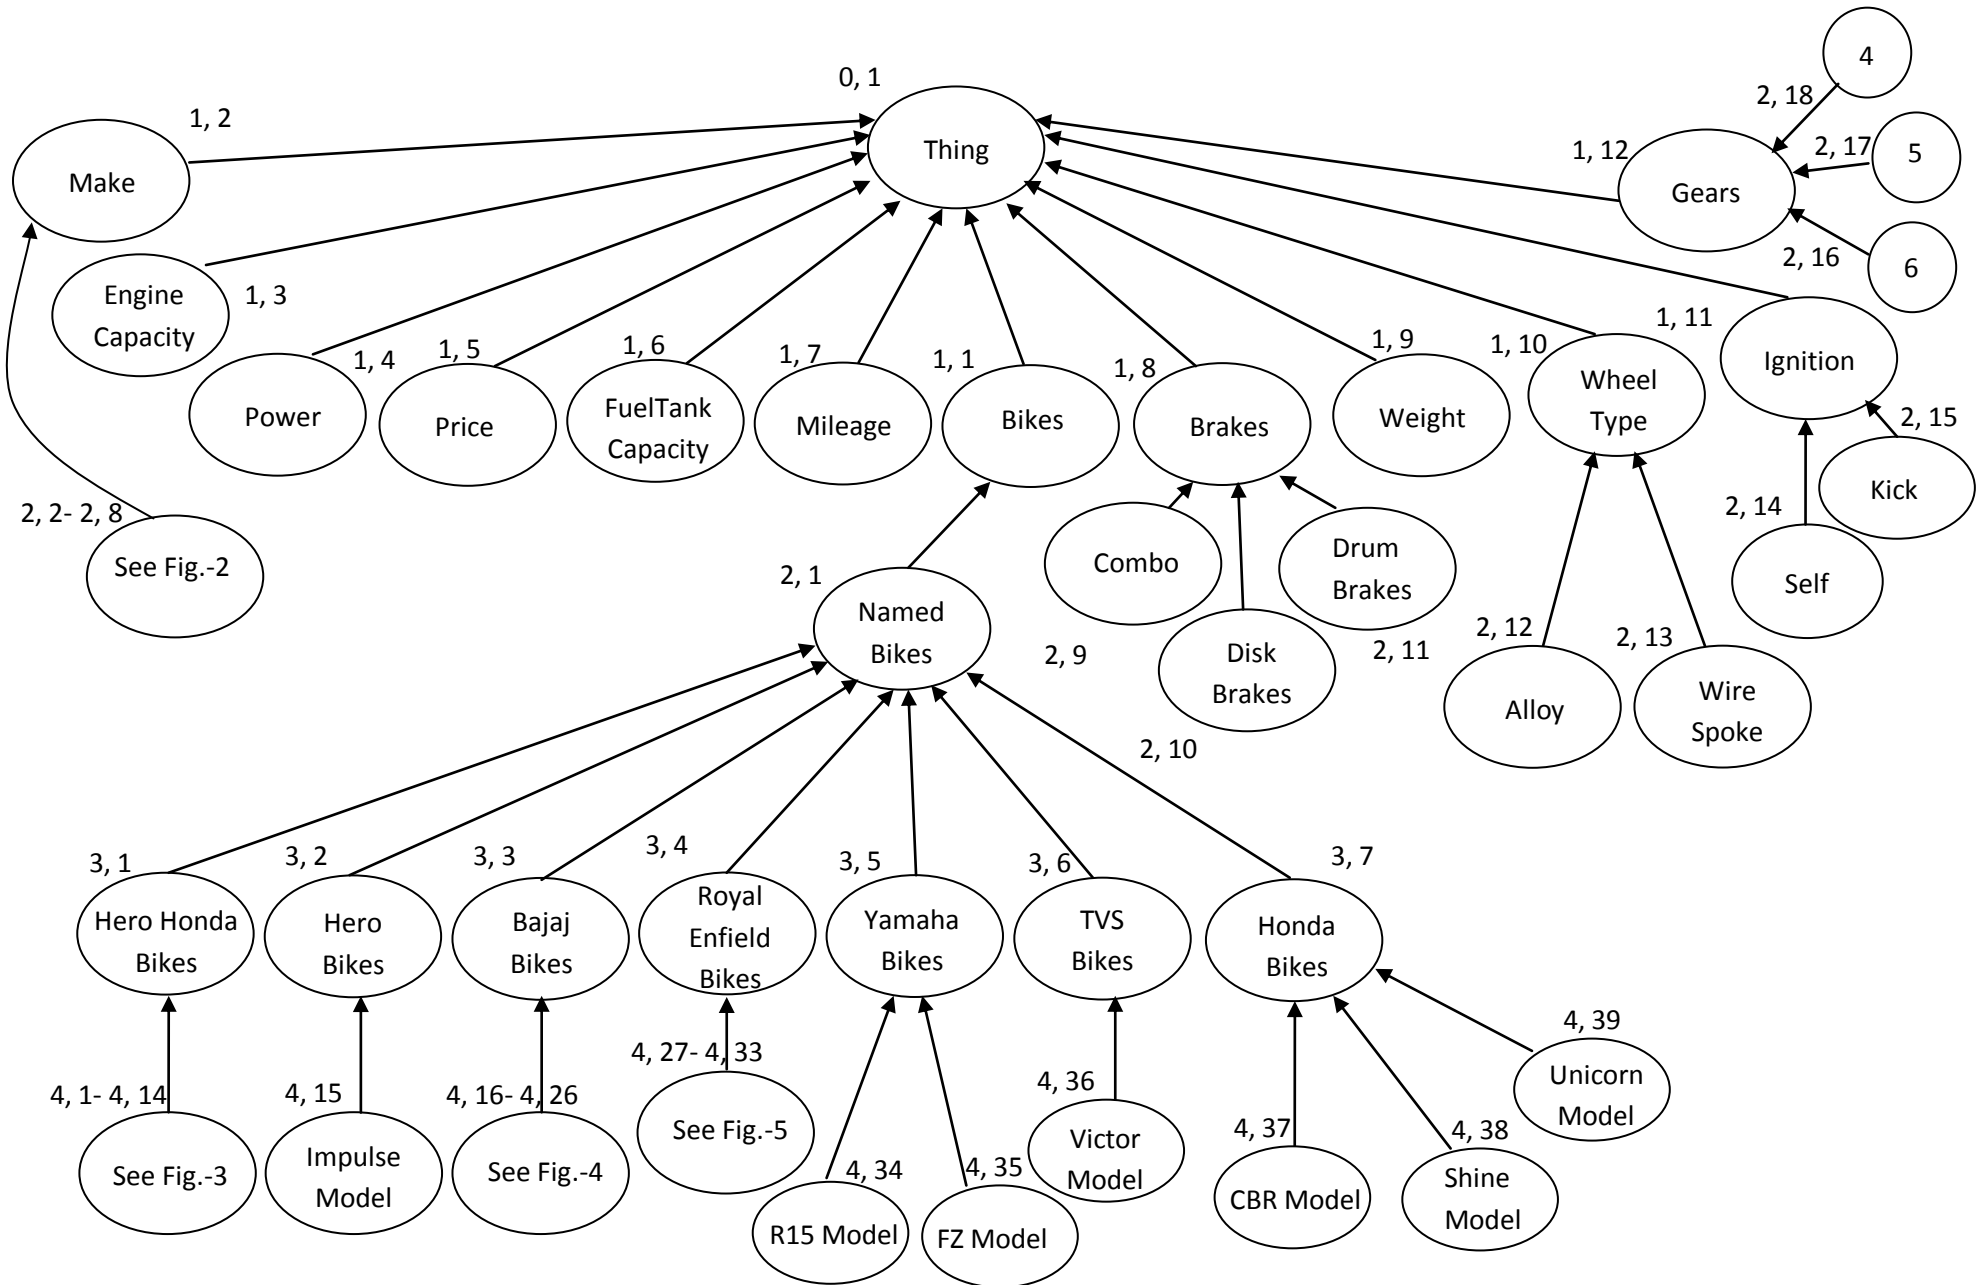 4
0, 1
2, 18
1, 2
Thing
2, 17
5
1, 12
Make
Gears
2, 16
6
Engine
Capacity
1, 3
1, 11
1, 4
1, 5
1, 6
1, 7
1, 1
1, 8
1, 9
1, 10
Ignition
Power
Price
FuelTank
Capacity
Mileage
Bikes
Brakes
Weight
Wheel
Type
2, 15
Kick
2, 2- 2, 8
See Fig.-2
2, 14
Self
Combo
Drum
Brakes
2, 1
Named
Bikes
2, 9
Disk
Brakes
2, 11
2, 12
2, 13
Alloy
Wire
Spoke
2, 10
3, 1
3, 2
3, 3
3, 4
3, 5
3, 6
3, 7
Hero Honda
Bikes
Hero
Bikes
Bajaj
Bikes
Royal
Enfield
Bikes
Yamaha
Bikes
TVS
Bikes
Honda
Bikes
4, 39
Unicorn
Model
4, 1- 4, 14
4, 15
4, 16- 4, 26
4, 27- 4, 33
4, 36
4, 37
4, 38
See Fig.-3
Impulse
Model
See Fig.-4
See Fig.-5
Victor
Model
4, 34
4, 35
CBR Model
Shine
Model
R15 Model
FZ Model